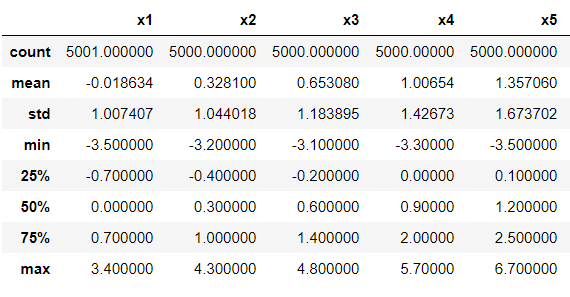 x1 x2 x3 x4 x5
count 5001.000000 5000.000000 5000.000000 5000.00000 5000.000000
mean -0.018634 0.328100 0.653080 1.00654 1.357060
std 1.007407 1.044018 1.183895 1.42673 1.673702
min -3.500000 -3.200000 -3.100000 -3.30000 -3.500000
25% -0.700000 -0.400000 -0.200000 0.00000 0.100000
50% 0.000000 0.300000 0.600000 0.90000 1.200000
75% 0.700000 1.000000 1.400000 2.00000 2.500000
max 3.400000 4.300000 4.800000 5.70000 6.700000